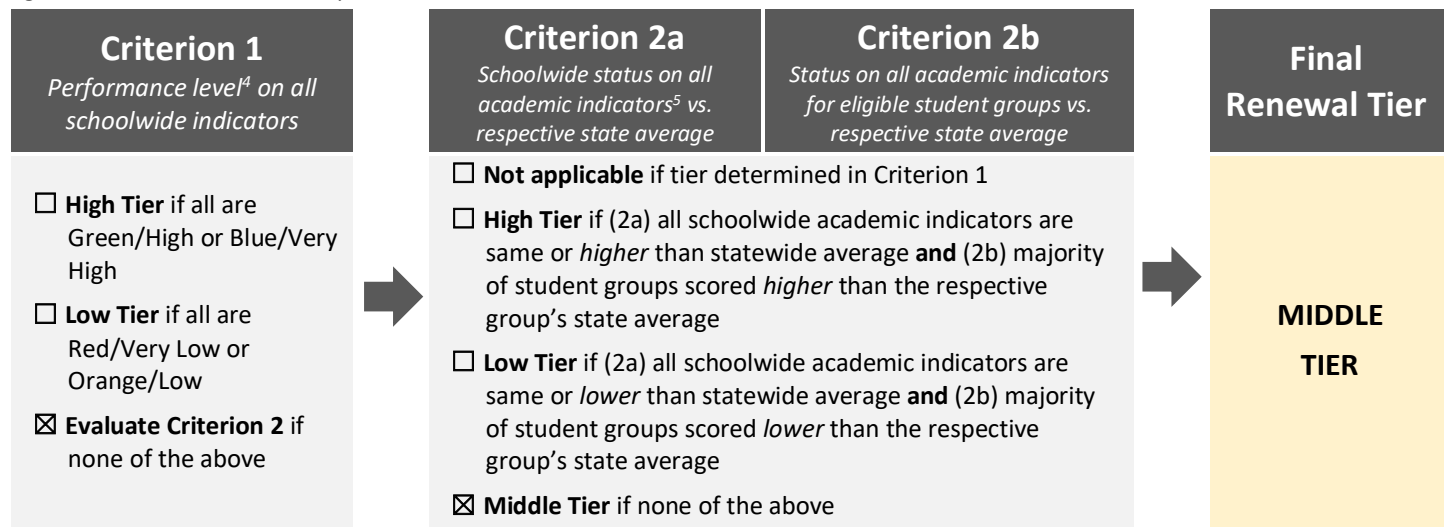 Criterion 1
Performance level⁴ on all
schoolwide indicators
☐ High Tier if all are
Green/High or Blue/Very
High
☐ Low Tier if all are
Red/Very Low or
Orange/Low
☒ Evaluate Criterion 2 if
none of the above
Criterion 2a
Schoolwide status on all
academic indicators⁵ vs.
respective state average
Criterion 2b
Status on all academic indicators
for eligible student groups vs.
respective state average
☐ Not applicable if tier determined in Criterion 1
☐ High Tier if (2a) all schoolwide academic indicators are
same or higher than statewide average and (2b) majority
of student groups scored higher than the respective
group’s state average
☐ Low Tier if (2a) all schoolwide academic indicators are
same or lower than statewide average and (2b) majority
of student groups scored lower than the respective
group’s state average
☒ Middle Tier if none of the above
Final
Renewal Tier
MIDDLE
TIER